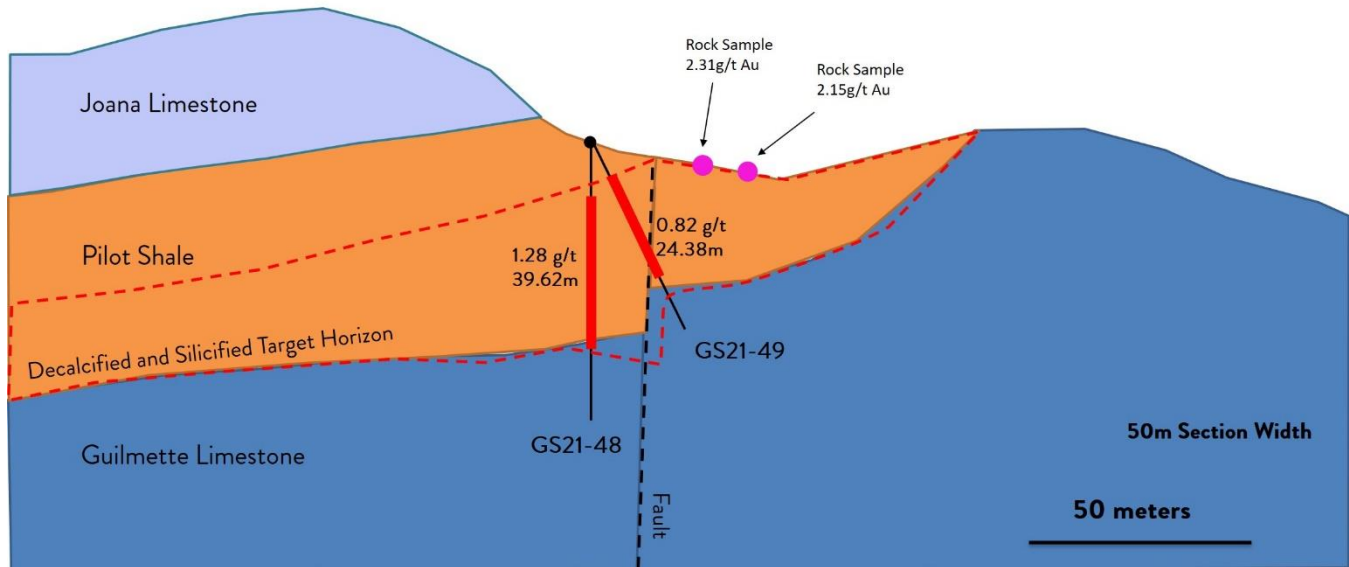 Rock Sample
2.31g/t Au
Rock Sample
2.15g/t Au
Joana Limestone
Pilot Shale
1.28 g/t
39.62m
0.82 g/t
24.38m
Decalcified and Silicified Target Horizon
GS21-49
GS21-48
Guilmette Limestone
Fault
50m Section Width
50 meters